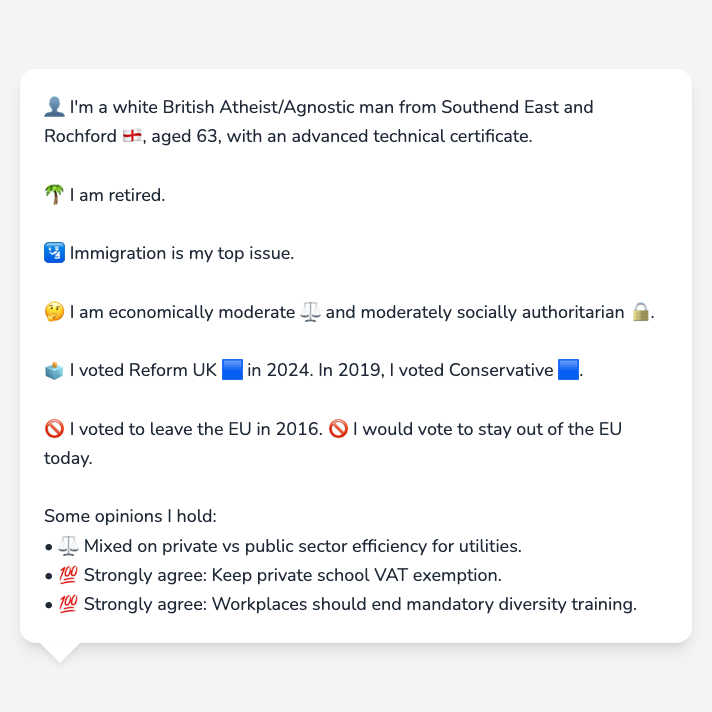 👤 I'm a white British Atheist/Agnostic man from Southend East and
Rochford 🏴󠁧󠁢󠁥󠁮󠁧󠁿, aged 63, with an advanced technical certificate.
🌴 I am retired.
🛂 Immigration is my top issue.
🤔 I am economically moderate ⚖️ and moderately socially authoritarian 🔒.
🗳️ I voted Reform UK 🟦 in 2024. In 2019, I voted Conservative 🟦.
🚫 I voted to leave the EU in 2016. 🚫 I would vote to stay out of the EU
today.
Some opinions I hold:
• ⚖️ Mixed on private vs public sector efficiency for utilities.
• 💯 Strongly agree: Keep private school VAT exemption.
• 💯 Strongly agree: Workplaces should end mandatory diversity training.